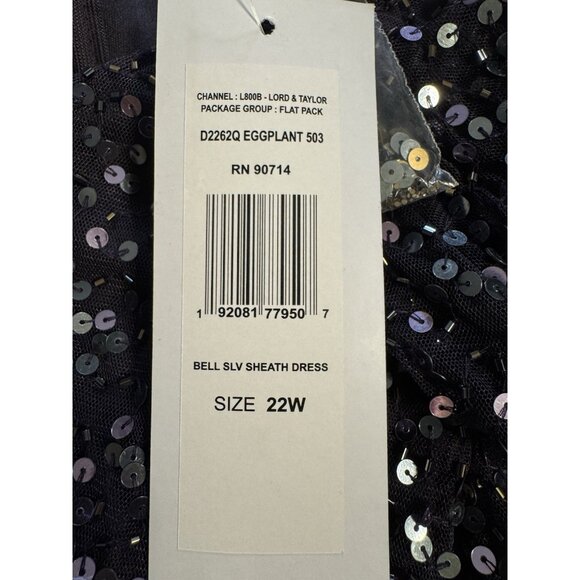 CHANNEL : L800B - LORD & TAYLOR
PACKAGE GROUP : FLAT PACK
D2262Q EGGPLANT 503
RN 90714
1 92081 77950 7
BELL SLV SHEATH DRESS
SIZE 22W